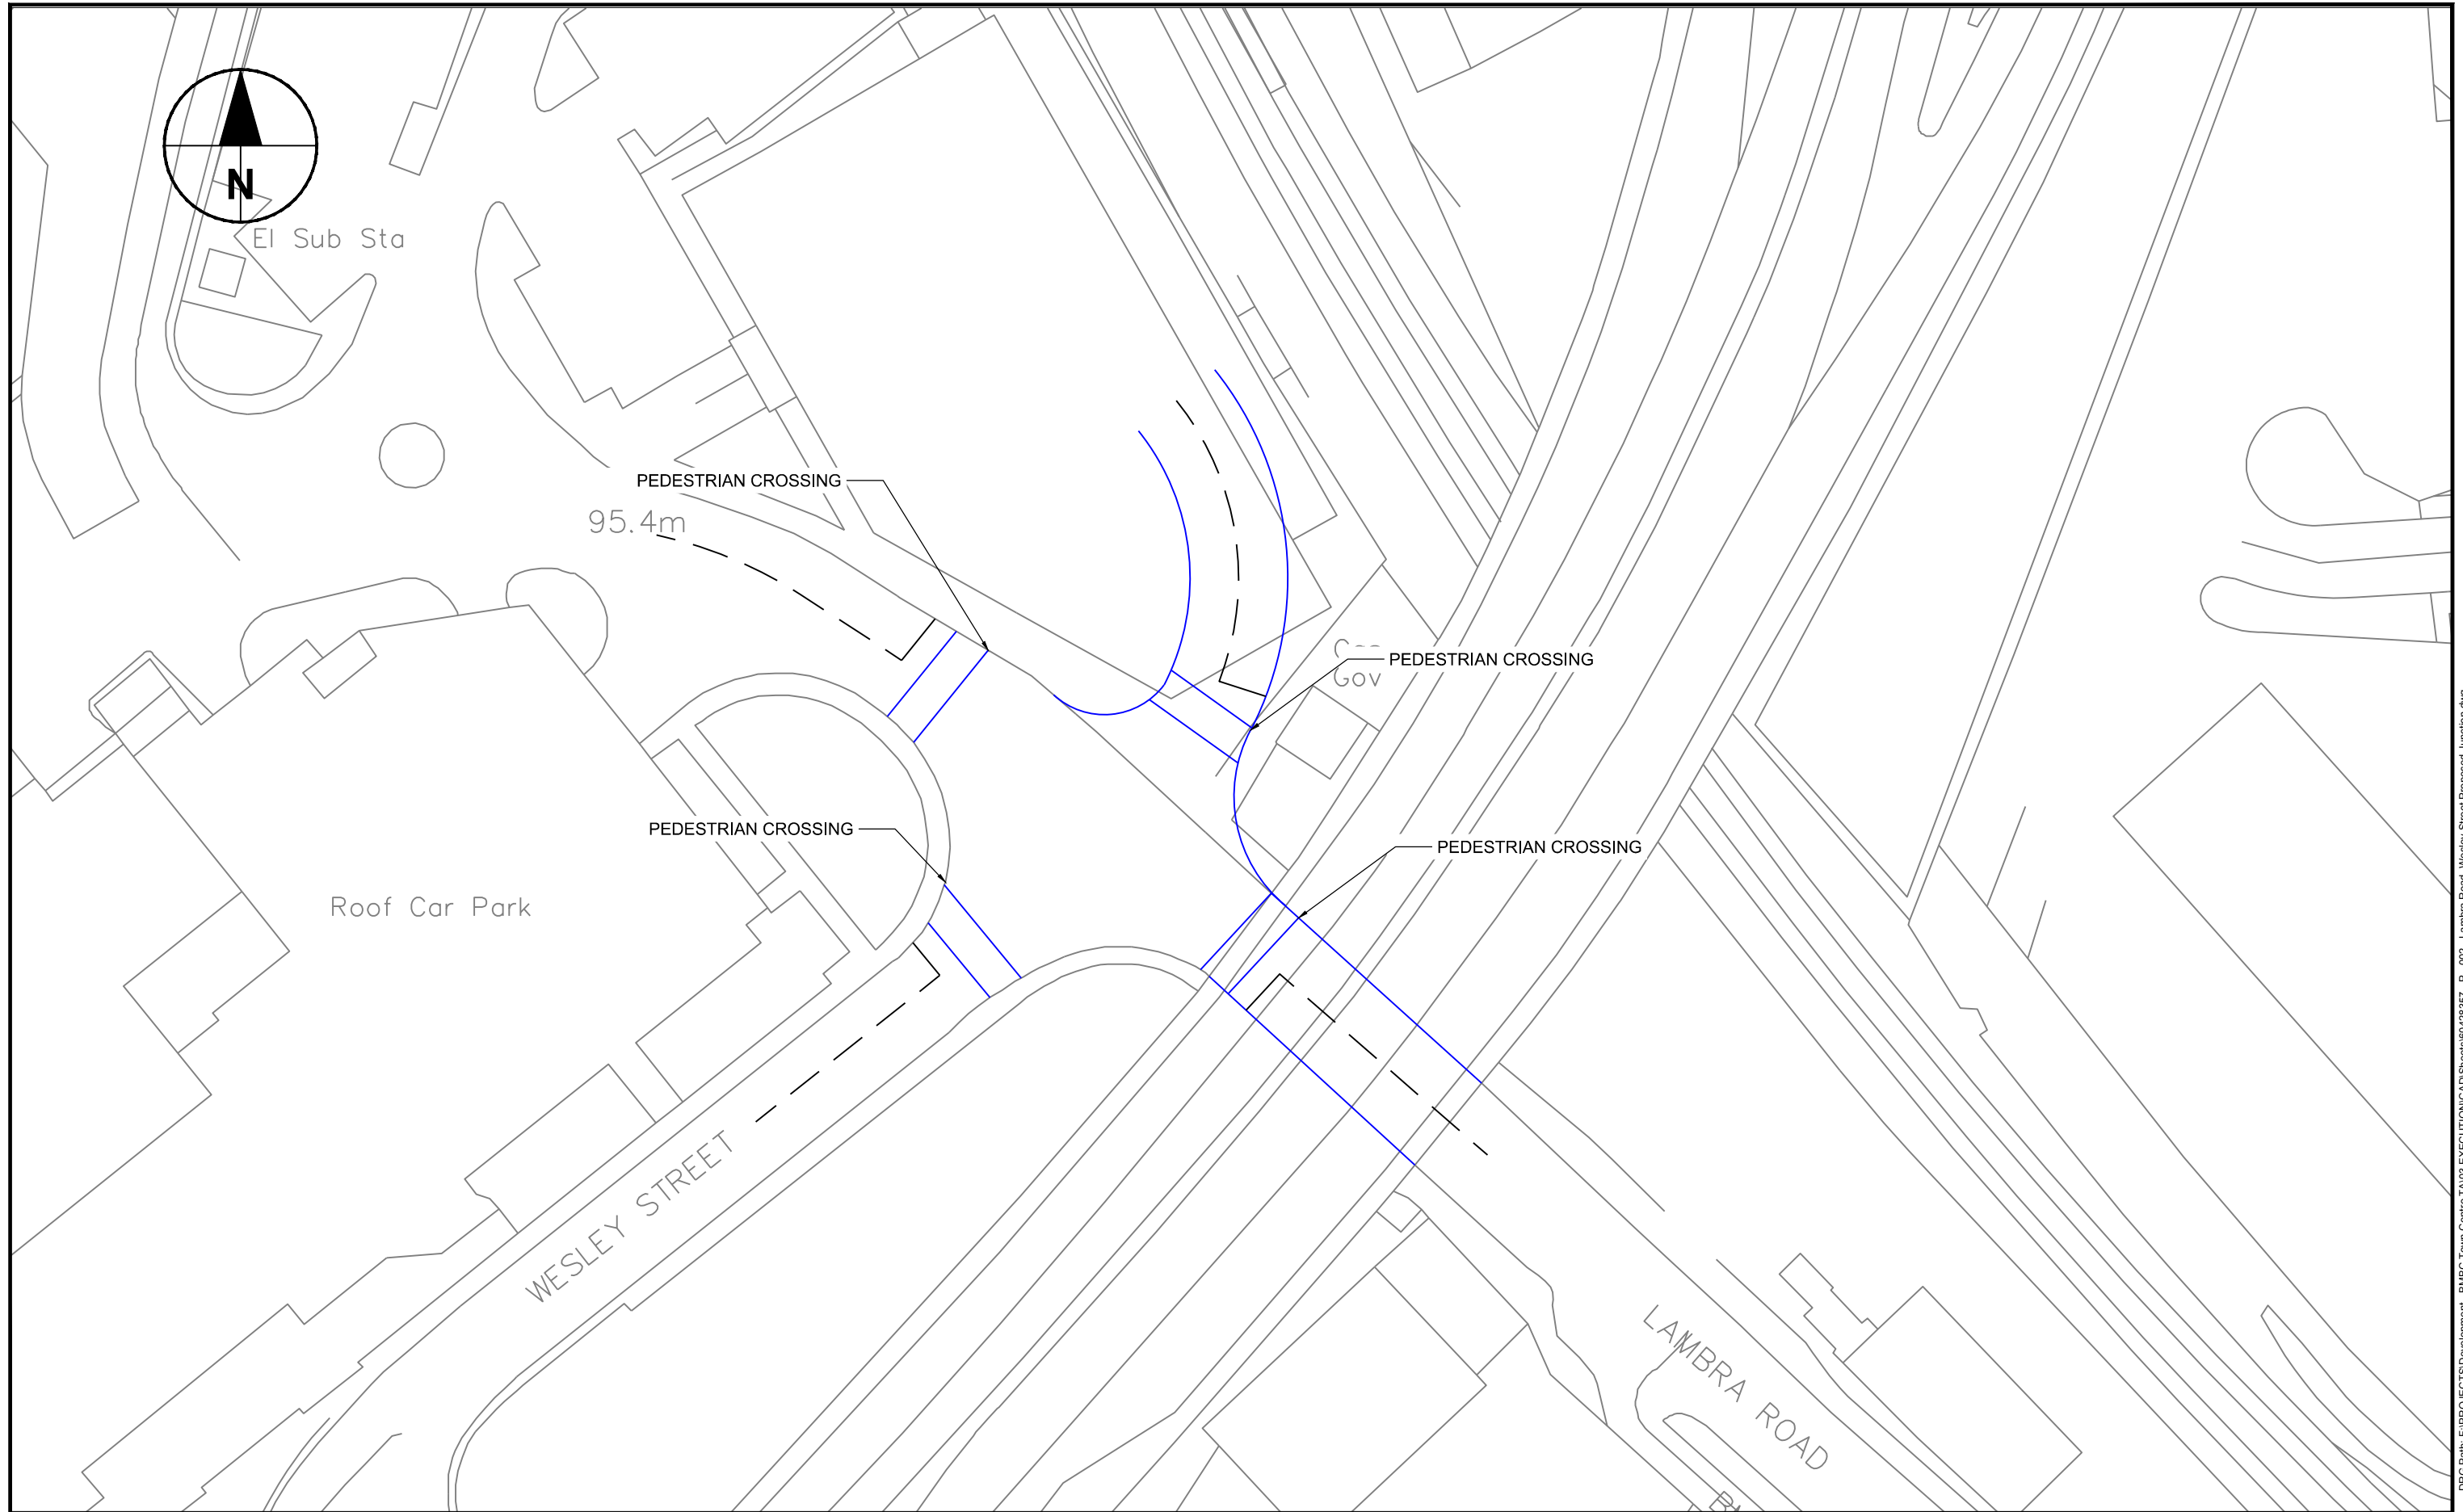 N
El Sub Sta
PEDESTRIAN CROSSING
95.4m
PEDESTRIAN CROSSING
Gov
PEDESTRIAN CROSSING
PEDESTRIAN CROSSING
Roof Car Park
WESLEY STREET
LAMBRA ROAD